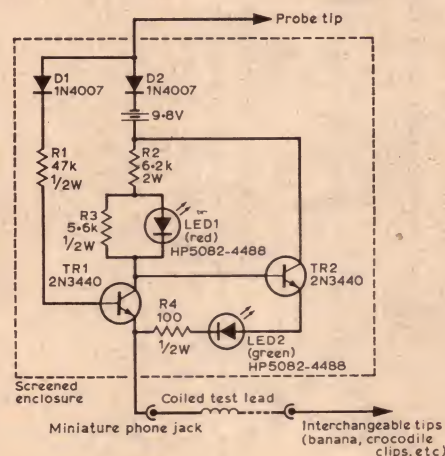 Probe tip
D1
1N4007
D2
1N4007
9·8V
R1
47k
1/2W
R2
6·2k
2W
R3
5·6k
1/2W
LED1
(red)
HP5082-4488
TR1
2N3440
TR2
2N3440
R4
100
1/2W
LED2
(green)
HP5082-4488
Screened
enclosure
Coiled test lead
Miniature phone jack
Interchangeable tips
(banana, crocodile
clips, etc)